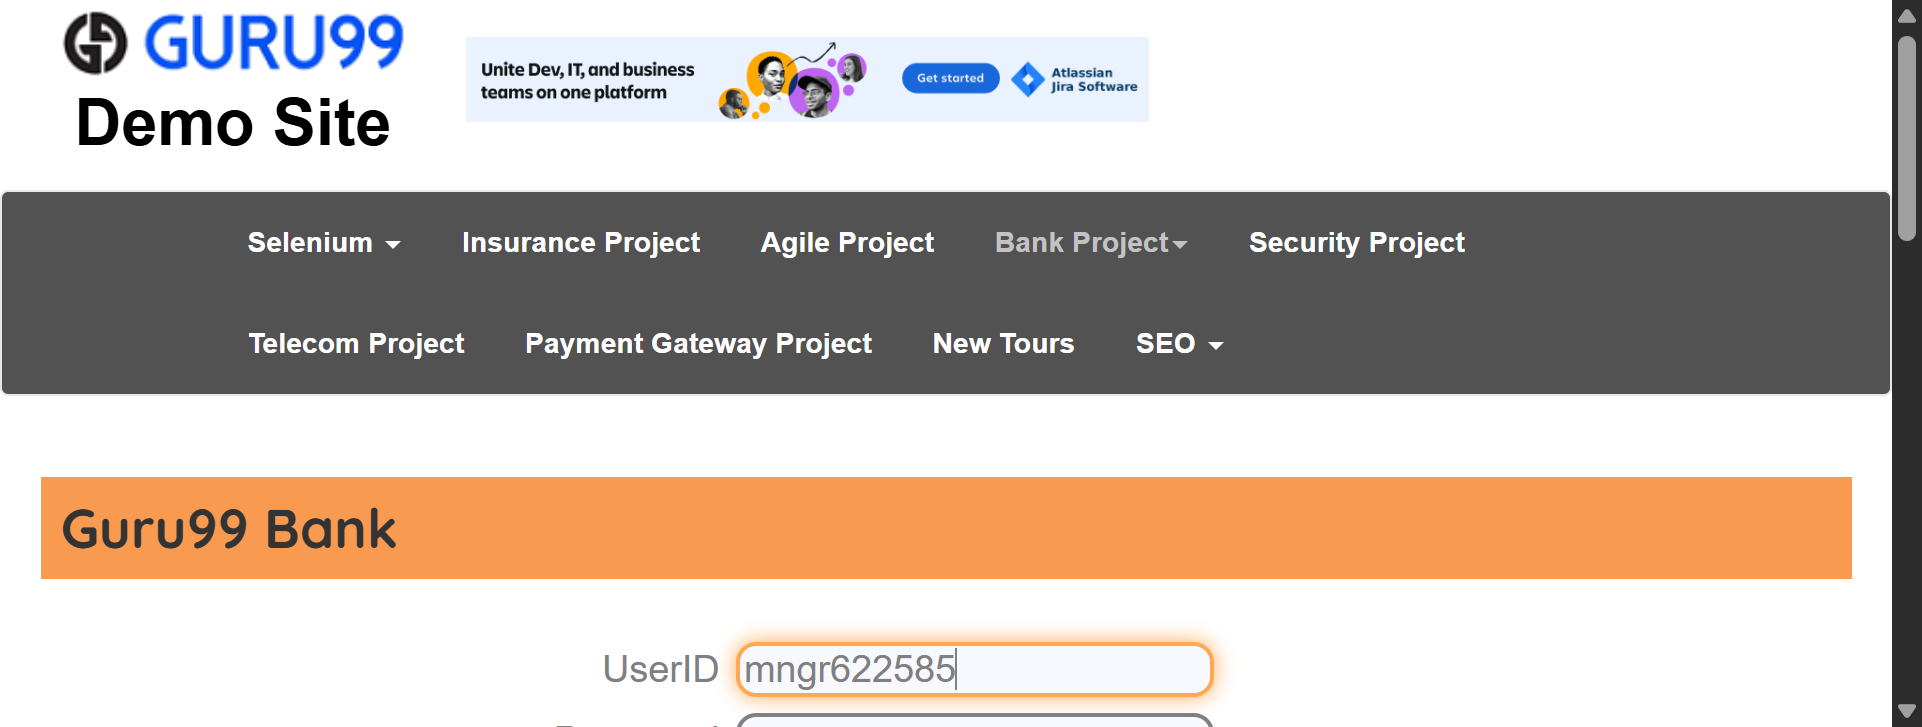 GURU99
Demo Site
Unite Dev, IT, and business
teams on one platform
Get started
Atlassian
Jira Software
Selenium
Insurance Project
Agile Project
Bank Project
Security Project
Telecom Project
Payment Gateway Project
New Tours
SEO
Guru99 Bank
UserID
mngr622585